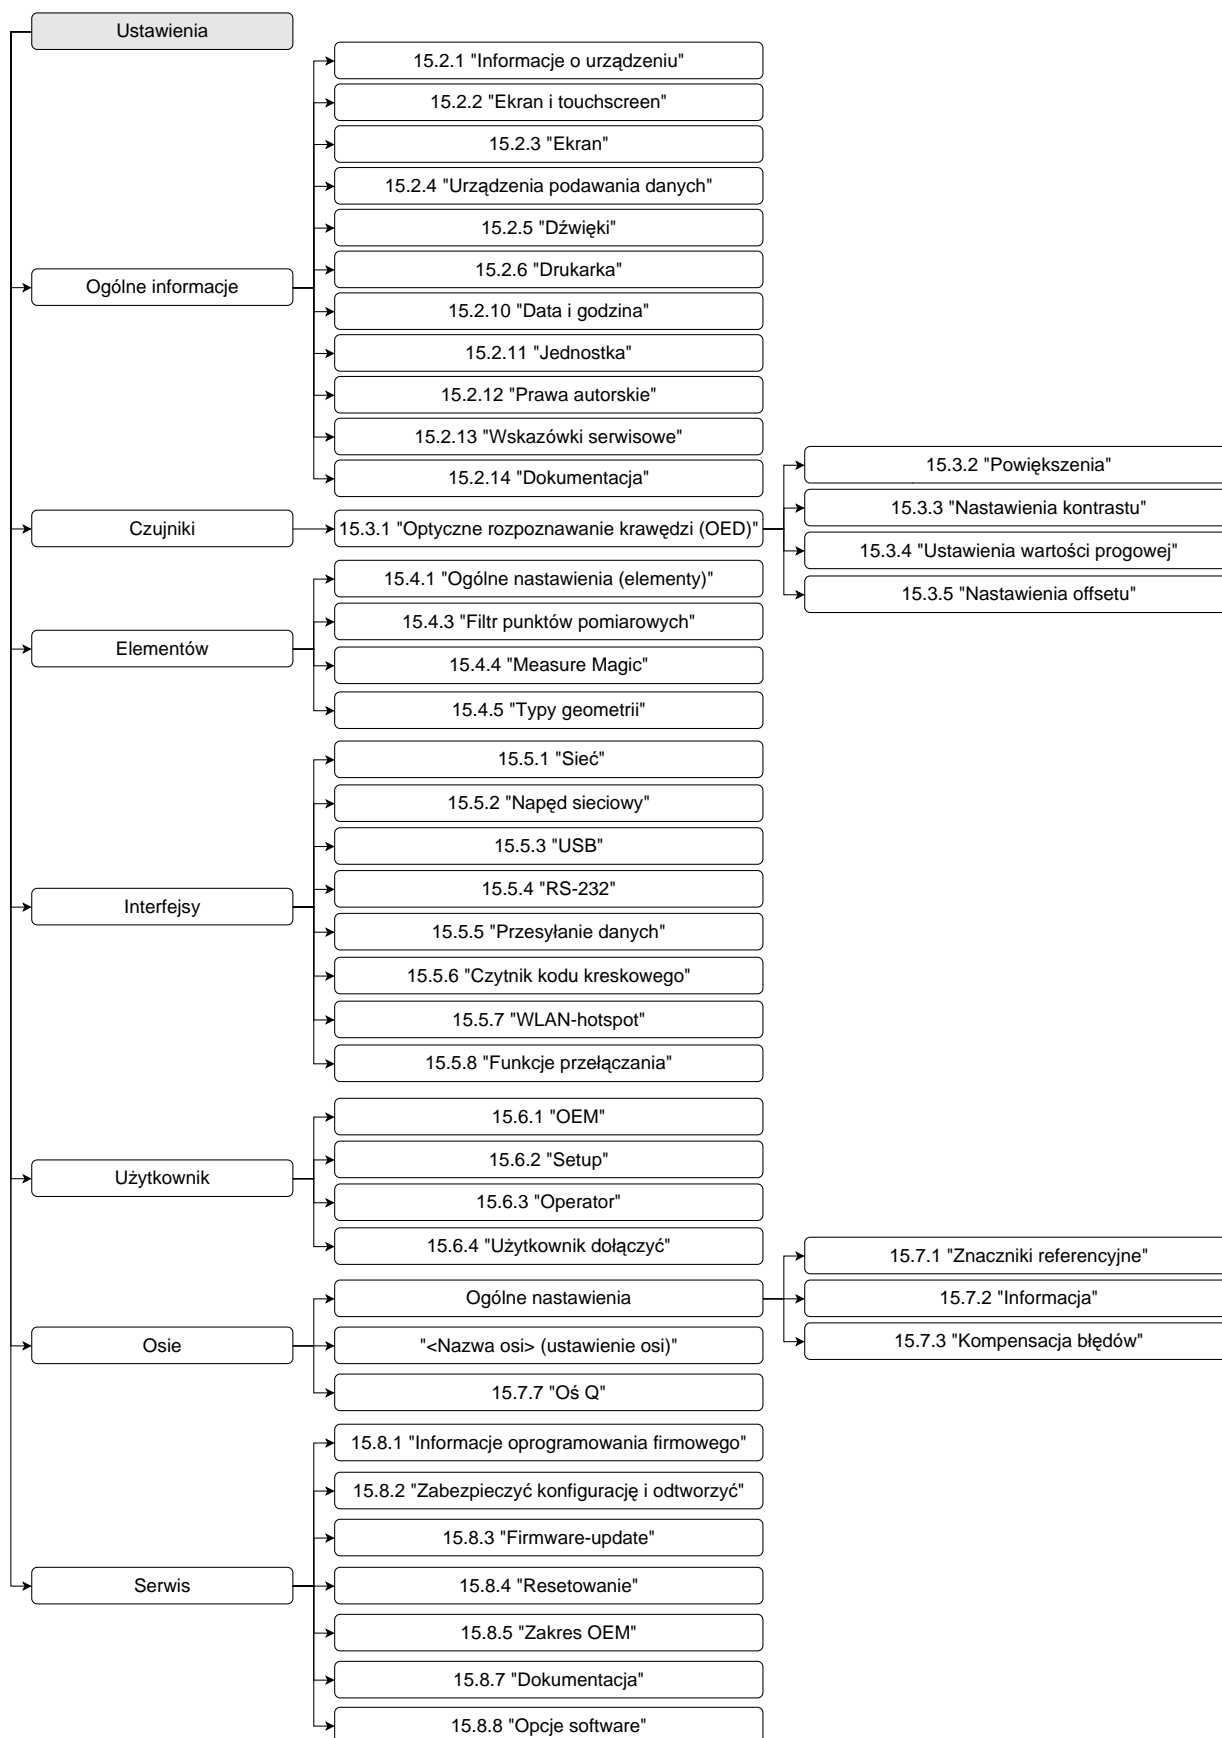 Ustawienia
Ogólne informacje
15.2.1 "Informacje o urządzeniu"
15.2.2 "Ekran i touchscreen"
15.2.3 "Ekran"
15.2.4 "Urządzenia podawania danych"
15.2.5 "Dźwięki"
15.2.6 "Drukarka"
15.2.10 "Data i godzina"
15.2.11 "Jednostka"
15.2.12 "Prawa autorskie"
15.2.13 "Wskazówki serwisowe"
15.2.14 "Dokumentacja"
Czujniki
15.3.1 "Optyczne rozpoznawanie krawędzi (OED)"
15.3.2 "Powiększenia"
15.3.3 "Nastawienia kontrastu"
15.3.4 "Ustawienia wartości progowej"
15.3.5 "Nastawienia offsetu"
Elementów
15.4.1 "Ogólne nastawienia (elementy)"
15.4.3 "Filtr punktów pomiarowych"
15.4.4 "Measure Magic"
15.4.5 "Typy geometrii"
Interfejsy
15.5.1 "Sieć"
15.5.2 "Napęd sieciowy"
15.5.3 "USB"
15.5.4 "RS-232"
15.5.5 "Przesyłanie danych"
15.5.6 "Czytnik kodu kreskowego"
15.5.7 "WLAN-hotspot"
15.5.8 "Funkcje przełączania"
Użytkownik
15.6.1 "OEM"
15.6.2 "Setup"
15.6.3 "Operator"
15.6.4 "Użytkownik dołączyć"
Osie
Ogólne nastawienia
15.7.1 "Znaczniki referencyjne"
15.7.2 "Informacja"
15.7.3 "Kompensacja błędów"
"<Nazwa osi> (ustawienie osi)"
15.7.7 "Oś Q"
Serwis
15.8.1 "Informacje oprogramowania firmowego"
15.8.2 "Zabezpieczyć konfigurację i odtworzyć"
15.8.3 "Firmware-update"
15.8.4 "Resetowanie"
15.8.5 "Zakres OEM"
15.8.7 "Dokumentacja"
15.8.8 "Opcje software"